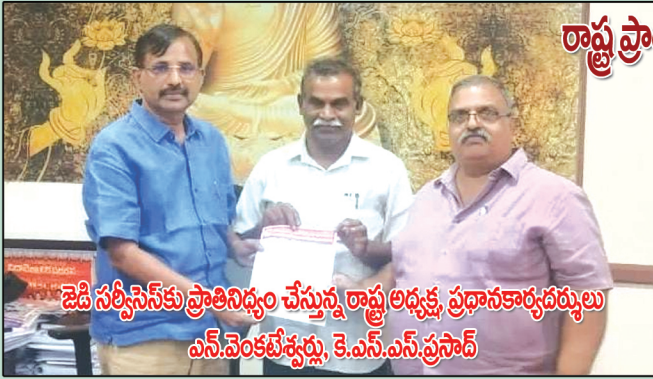 రాష్ట్ర ప్రా
జెడి సర్వీసెస్‌కు ప్రాతినిధ్యం చేస్తున్న రాష్ట్ర అధ్యక్ష, ప్రధానకార్యదర్శులు
ఎన్.వెంకటేశ్వర్లు, కె.ఎస్.ఎస్.ప్రసాద్